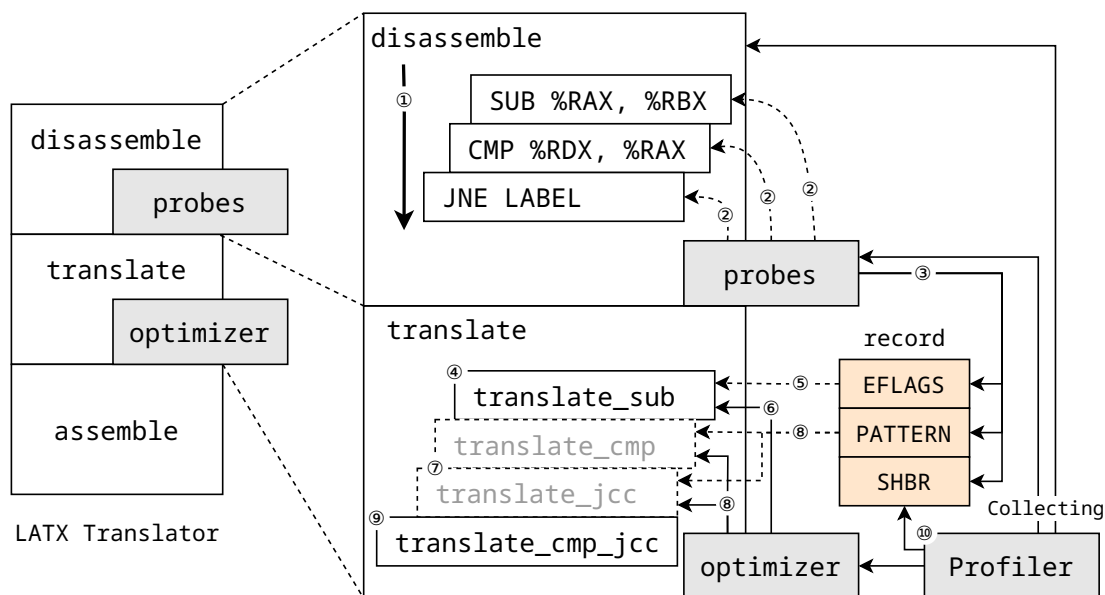 disassemble
probes
translate
optimizer
assemble
LATX Translator
disassemble
①
SUB %RAX, %RBX
CMP %RDX, %RAX
JNE LABEL
②
②
②
probes
③
translate
④
translate_sub
⑤
⑥
translate_cmp
⑧
⑦
translate_jcc
⑧
⑨
translate_cmp_jcc
optimizer
record
EFLAGS
PATTERN
SHBR
Collecting
⑩
Profiler